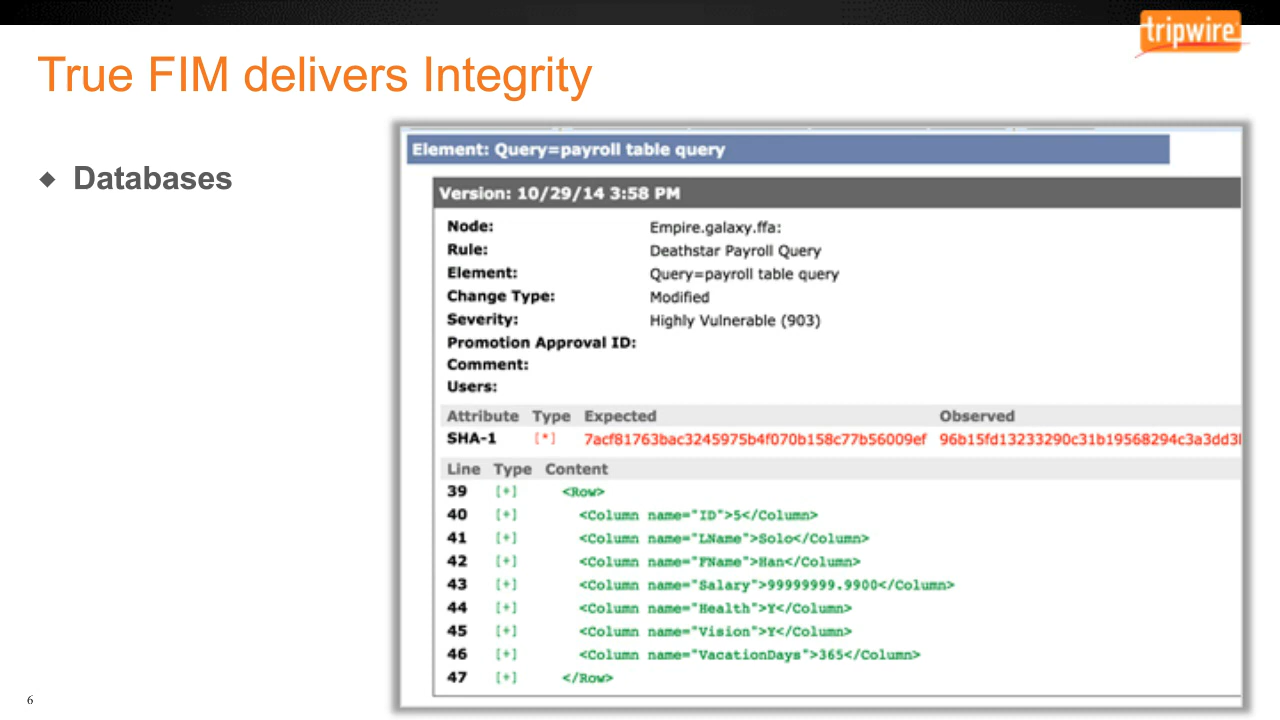 tripwire
True FIM delivers Integrity
◆ Databases
Element: Query=payroll table query
Version: 10/29/14 3:58 PM
Node: Empire.galaxy.ffa:
Rule: Deathstar Payroll Query
Element: Query=payroll table query
Change Type: Modified
Severity: Highly Vulnerable (903)
Promotion Approval ID:
Comment:
Users:
Attribute Type Expected Observed
SHA-1 [*] 7acf81763bac3245975b4f070b158c77b56009ef 96b15fd13233290c31b19568294c3a3dd3
Line Type Content
39 [+] <Row>
40 [+] <Column name="ID">5</Column>
41 [+] <Column name="LName">Solo</Column>
42 [+] <Column name="FName">Han</Column>
43 [+] <Column name="Salary">99999999.9900</Column>
44 [+] <Column name="Health">Y</Column>
45 [+] <Column name="Vision">Y</Column>
46 [+] <Column name="VacationDays">365</Column>
47 [+] </Row>
6